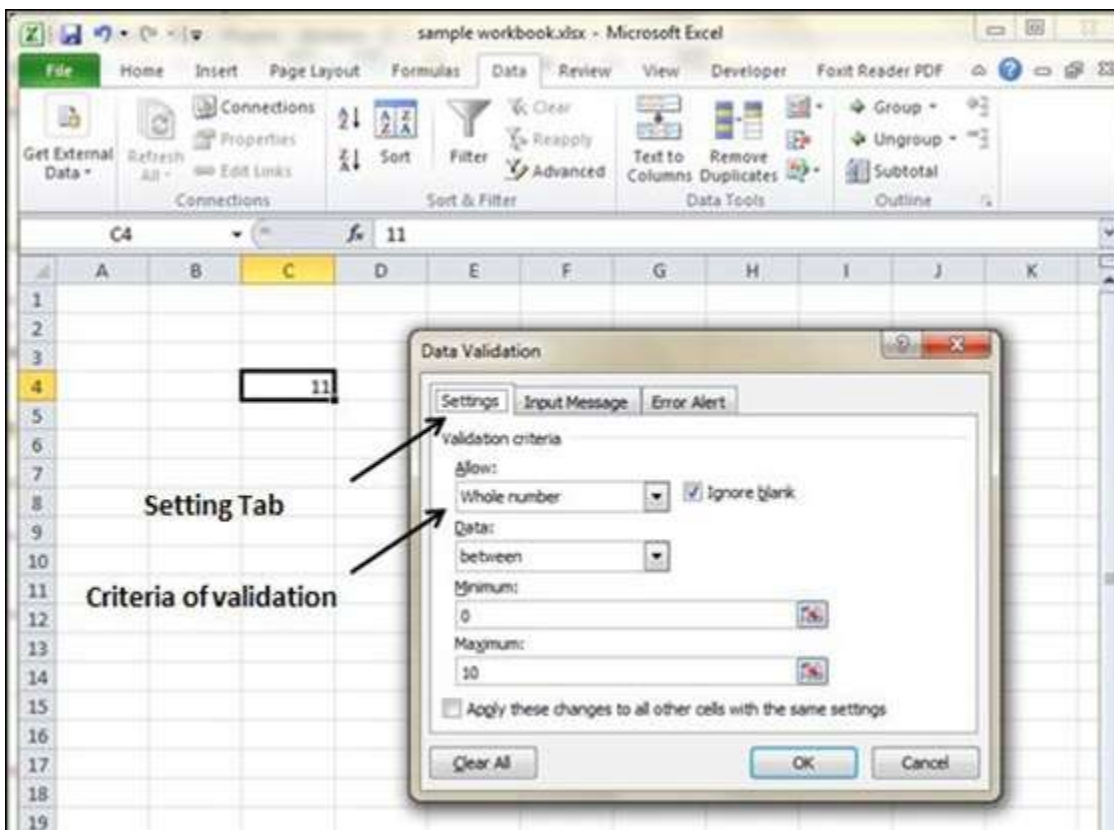 sample workbook.xlsx - Microsoft Excel
File Home Insert Page Layout Formulas Data Review View Developer Foxit Reader PDF
Get External Data
Refresh All
Connections
Properties
Edit Links
Connections
Sort
Filter
Clear
Reapply
Advanced
Sort & Filter
Text to Columns
Remove Duplicates
Data Tools
Group
Ungroup
Subtotal
Outline
C4 fx 11
A B C D E F G H I J K
1
2
3
4 11
5
6
7
8
9
10
11
12
13
14
15
16
17
18
19
Setting Tab
Criteria of validation
Data Validation
Settings Input Message Error Alert
Validation criteria
Allow:
Whole number Ignore blank
Data:
between
Minimum:
0
Maximum:
10
Apply these changes to all other cells with the same settings
Clear All OK Cancel